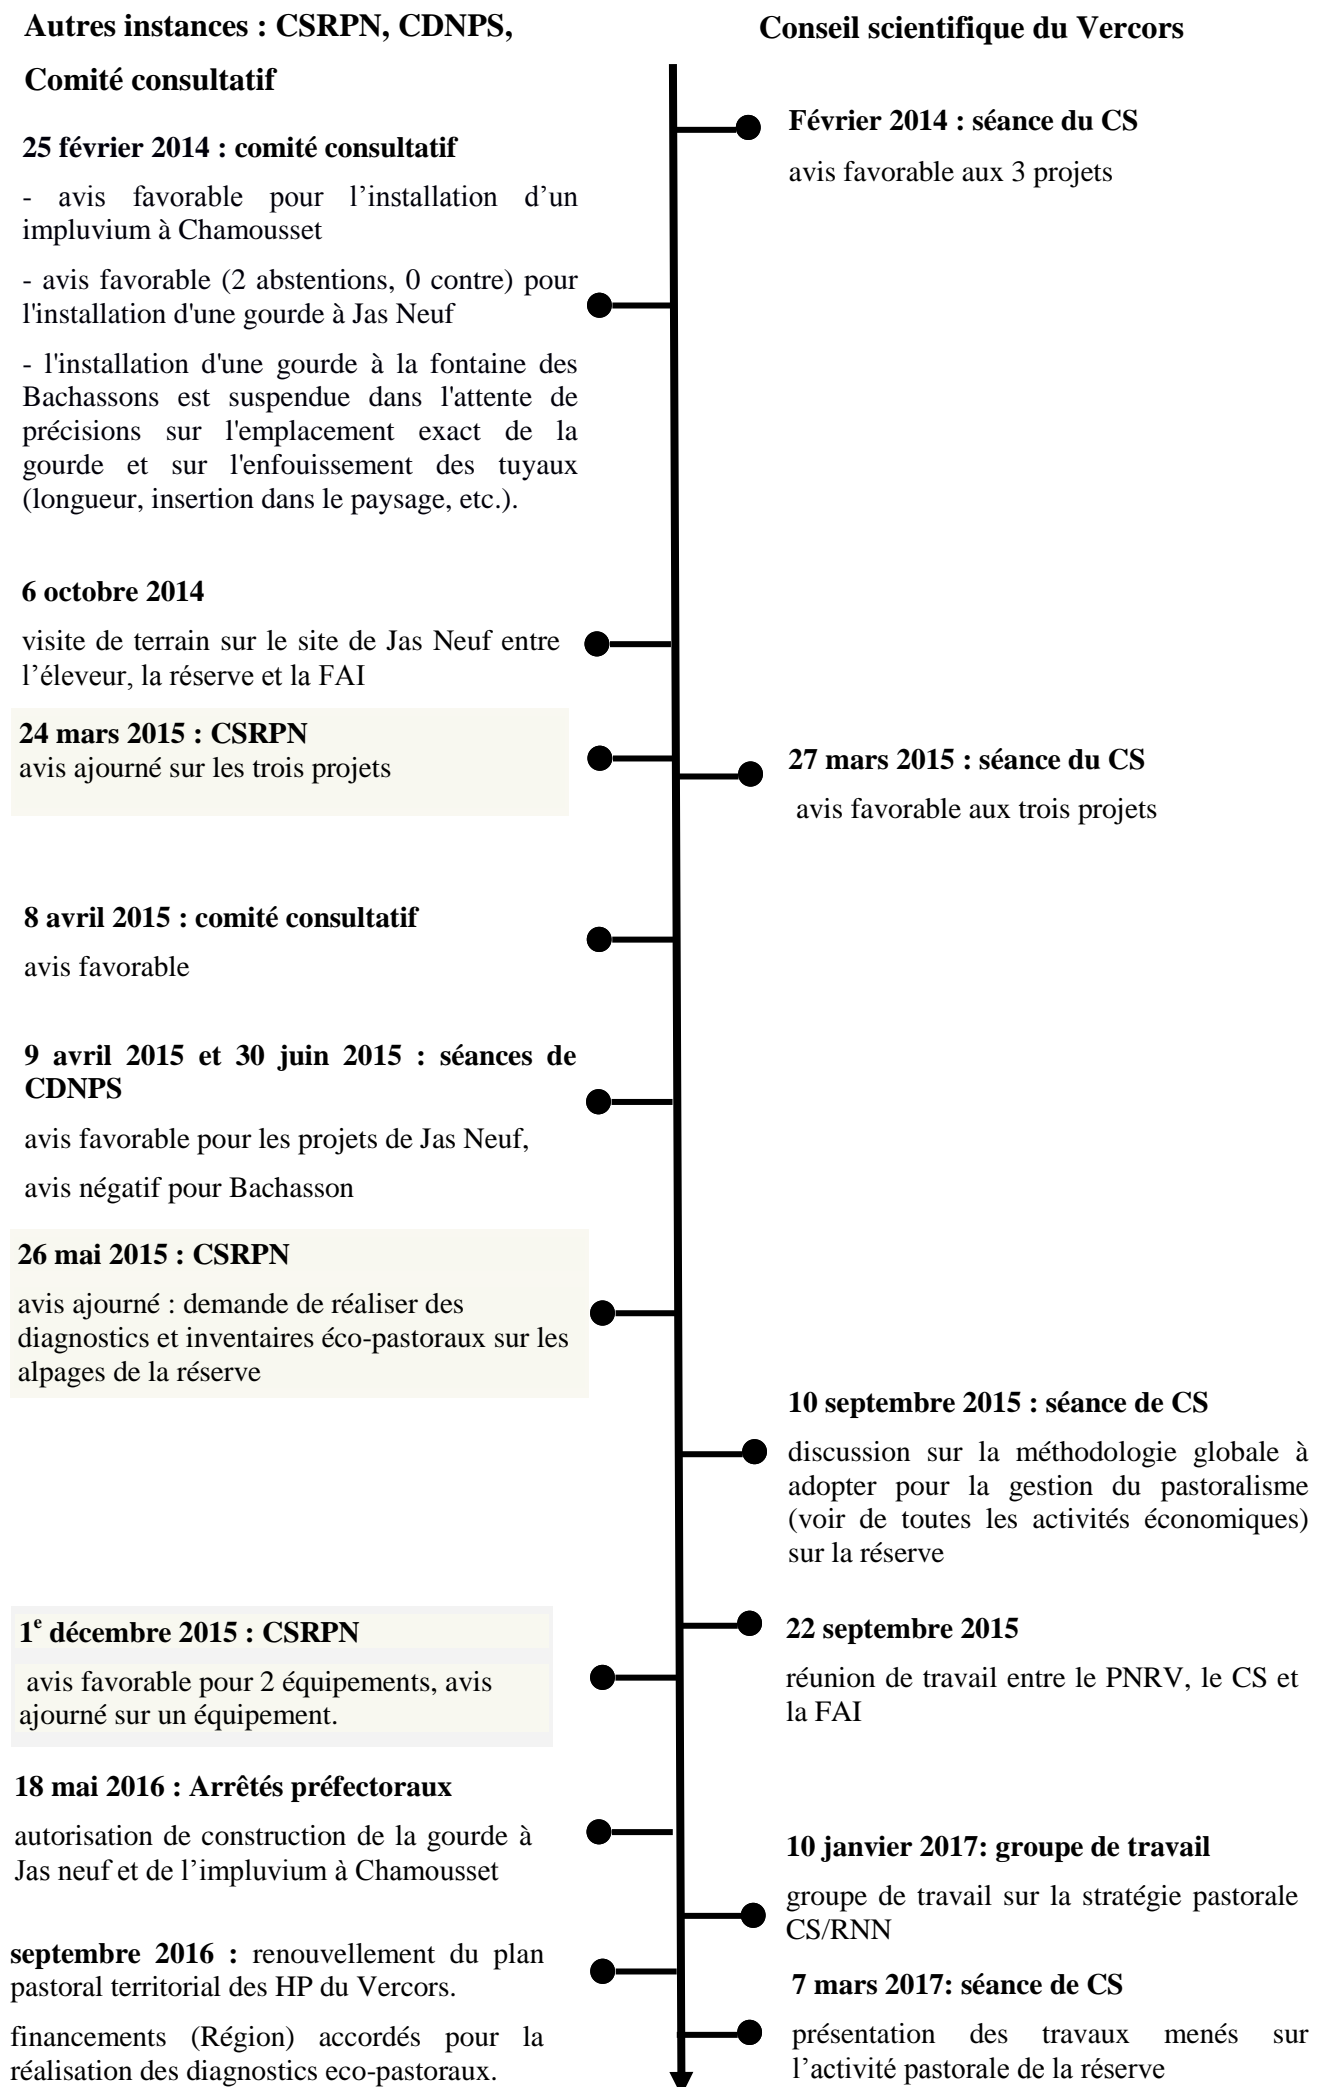 Autres instances : CSRPN, CDNPS,
Comité consultatif
25 février 2014 : comité consultatif
- avis favorable pour l’installation d’un
impluvium à Chamousset
- avis favorable (2 abstentions, 0 contre) pour
l'installation d'une gourde à Jas Neuf
- l'installation d'une gourde à la fontaine des
Bachassons est suspendue dans l'attente de
précisions sur l'emplacement exact de la
gourde et sur l'enfouissement des tuyaux
(longueur, insertion dans le paysage, etc.).
6 octobre 2014
visite de terrain sur le site de Jas Neuf entre
l’éleveur, la réserve et la FAI
24 mars 2015 : CSRPN
avis ajourné sur les trois projets
8 avril 2015 : comité consultatif
avis favorable
9 avril 2015 et 30 juin 2015 : séances de
CDNPS
avis favorable pour les projets de Jas Neuf,
avis négatif pour Bachasson
26 mai 2015 : CSRPN
avis ajourné : demande de réaliser des
diagnostics et inventaires éco-pastoraux sur les
alpages de la réserve
1e décembre 2015 : CSRPN
avis favorable pour 2 équipements, avis
ajourné sur un équipement.
18 mai 2016 : Arrêtés préfectoraux
autorisation de construction de la gourde à
Jas neuf et de l’impluvium à Chamousset
septembre 2016 : renouvellement du plan
pastoral territorial des HP du Vercors.
financements (Région) accordés pour la
réalisation des diagnostics eco-pastoraux.
Conseil scientifique du Vercors
Février 2014 : séance du CS
avis favorable aux 3 projets
27 mars 2015 : séance du CS
avis favorable aux trois projets
10 septembre 2015 : séance de CS
discussion sur la méthodologie globale à
adopter pour la gestion du pastoralisme
(voir de toutes les activités économiques)
sur la réserve
22 septembre 2015
réunion de travail entre le PNRV, le CS et
la FAI
10 janvier 2017: groupe de travail
groupe de travail sur la stratégie pastorale
CS/RNN
7 mars 2017: séance de CS
présentation des travaux menés sur
l’activité pastorale de la réserve